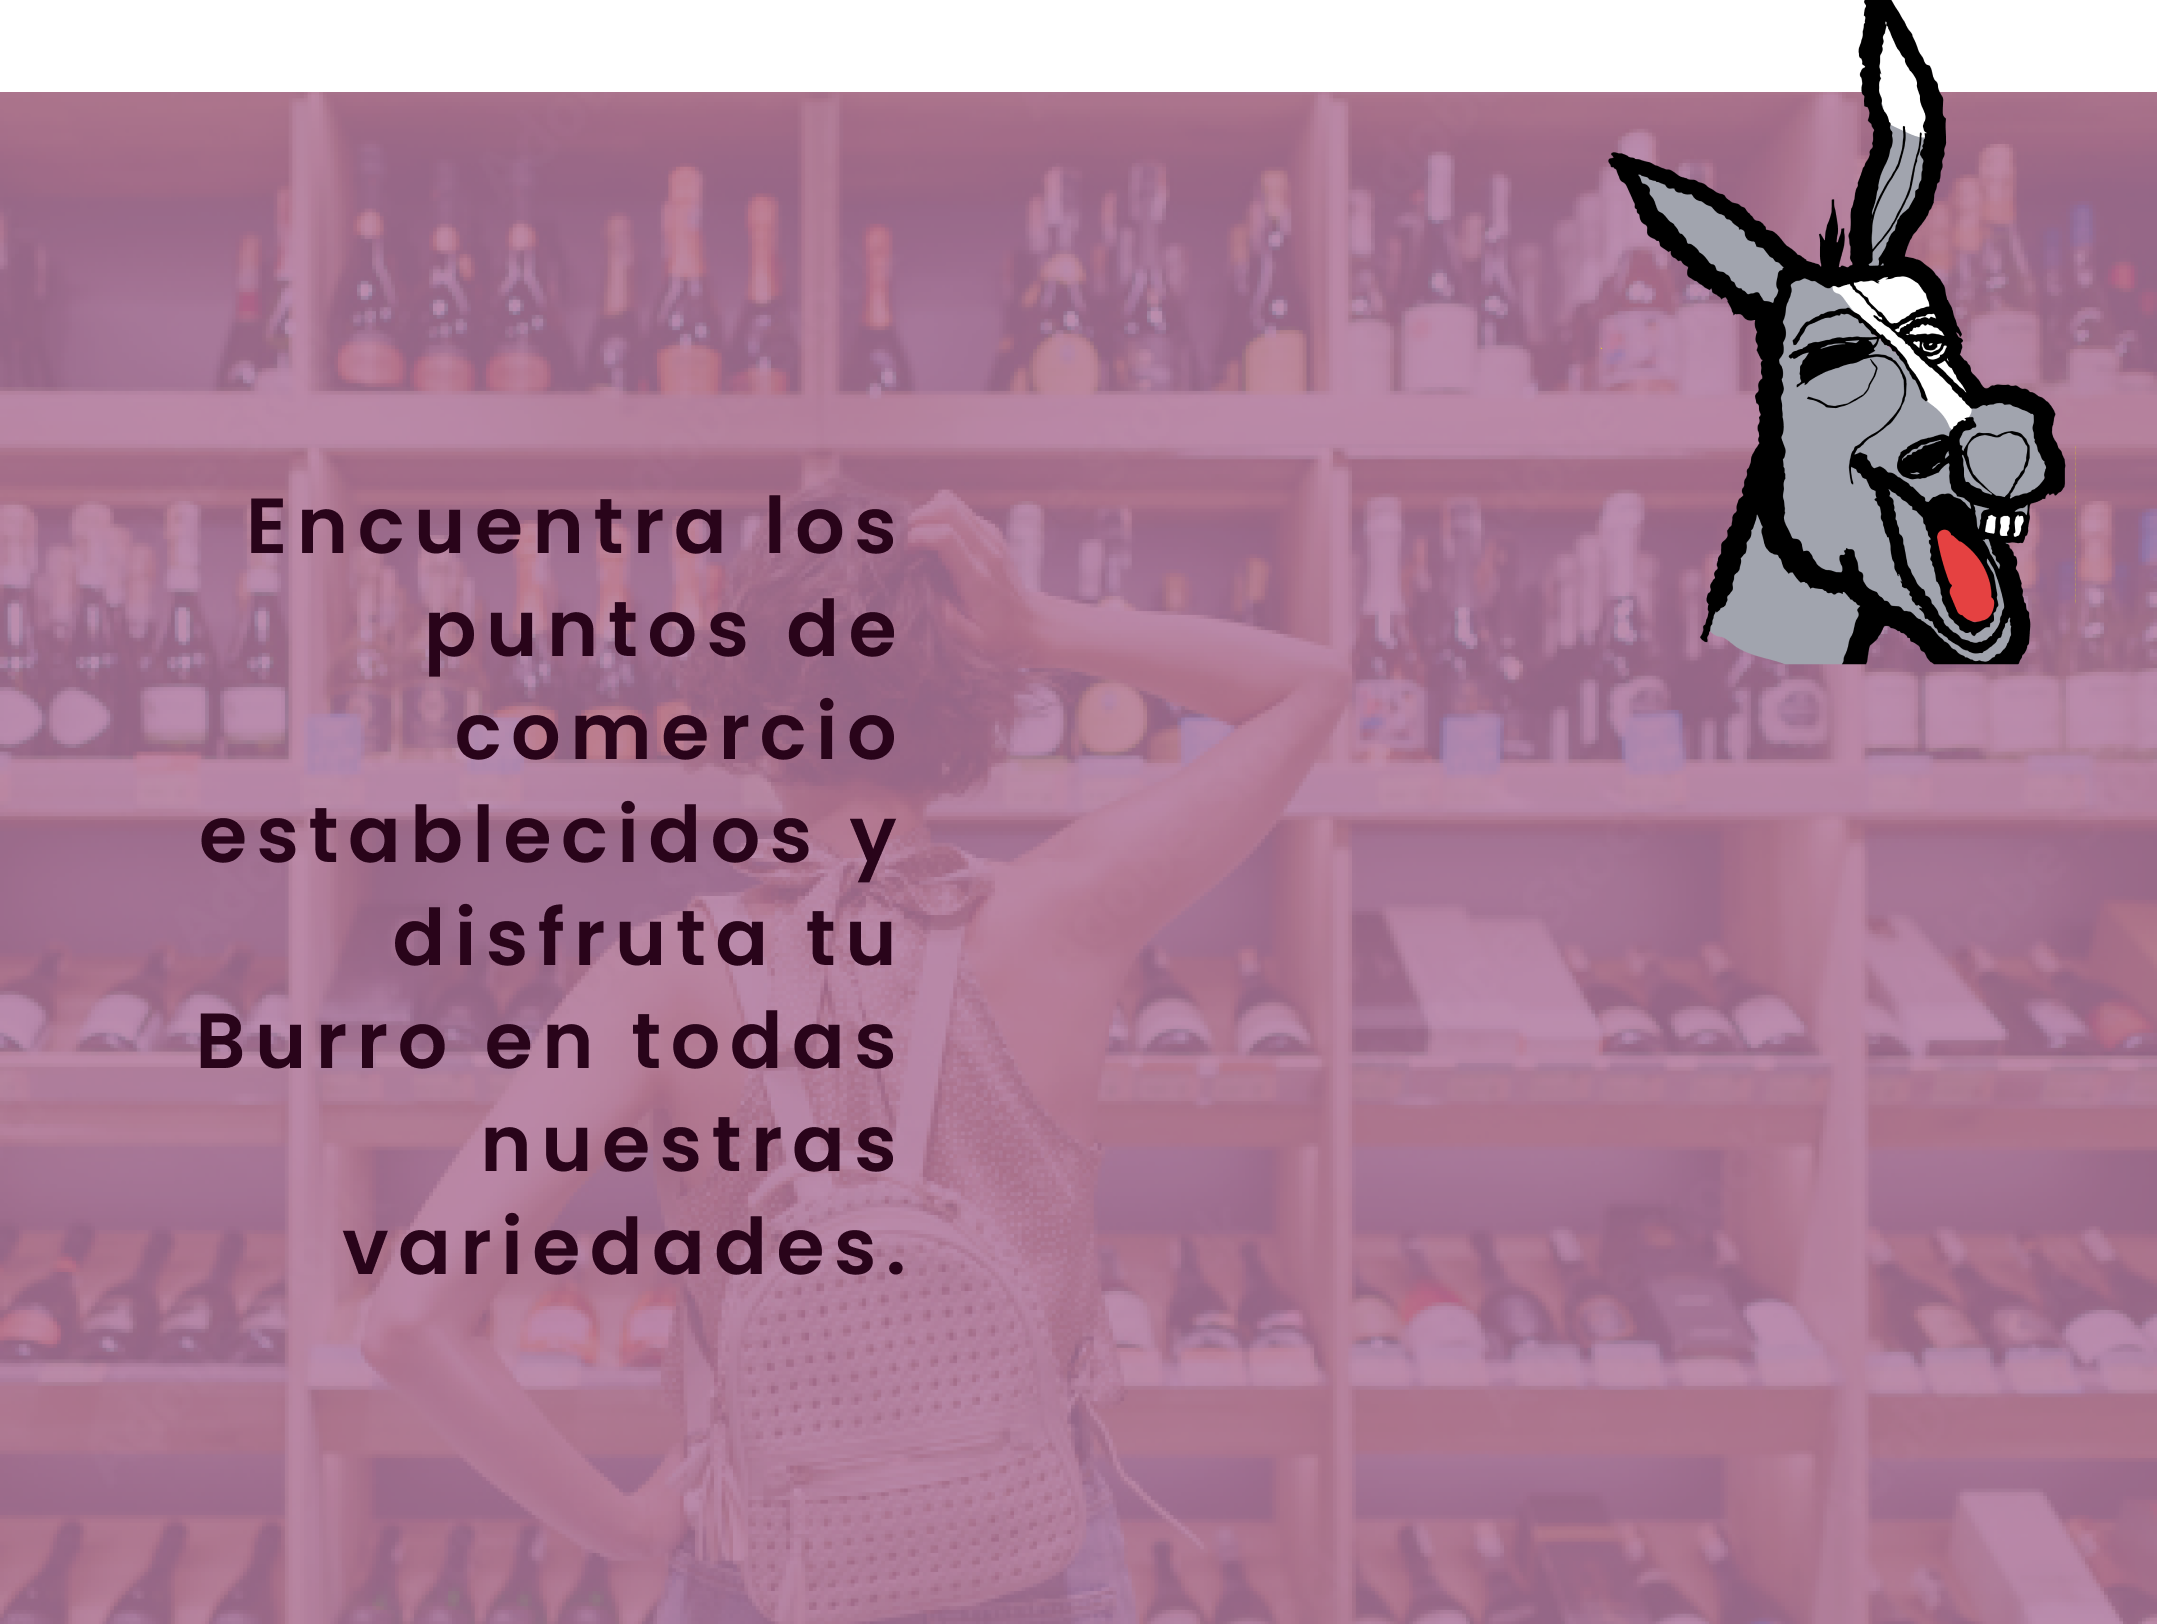 Encuentra los
puntos de
comercio
establecidos y
disfruta tu
Burro en todas
nuestras
variedades.